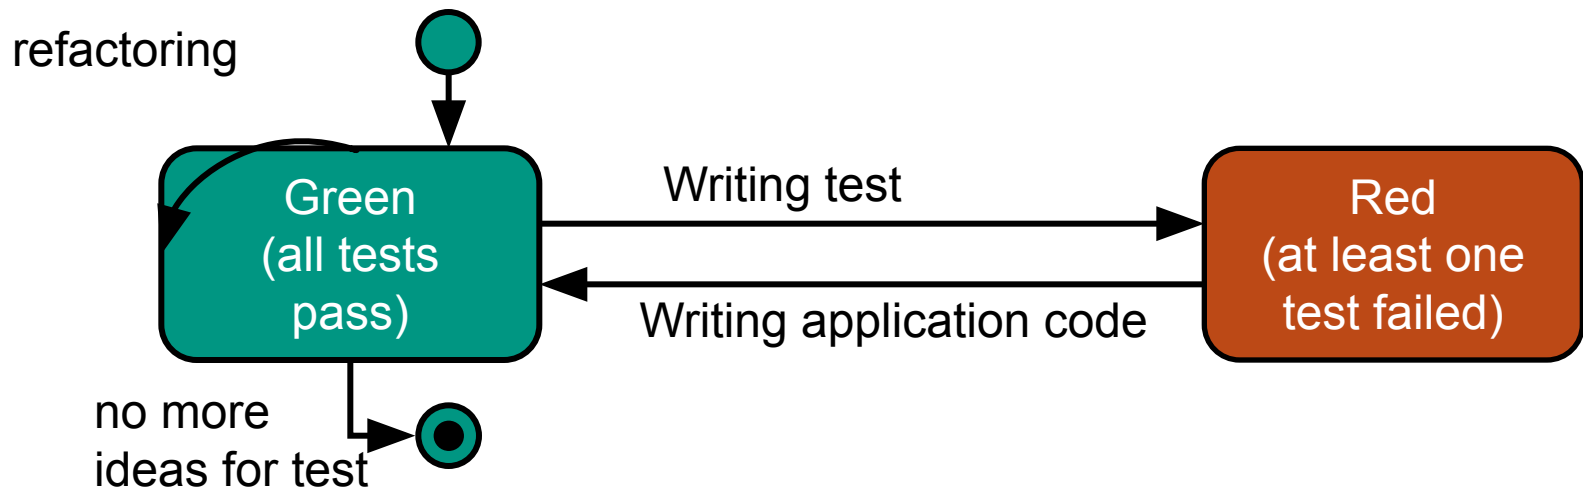 refactoring
Green
(all tests
pass)
Writing test
Writing application code
Red
(at least one
test failed)
no more
ideas for test